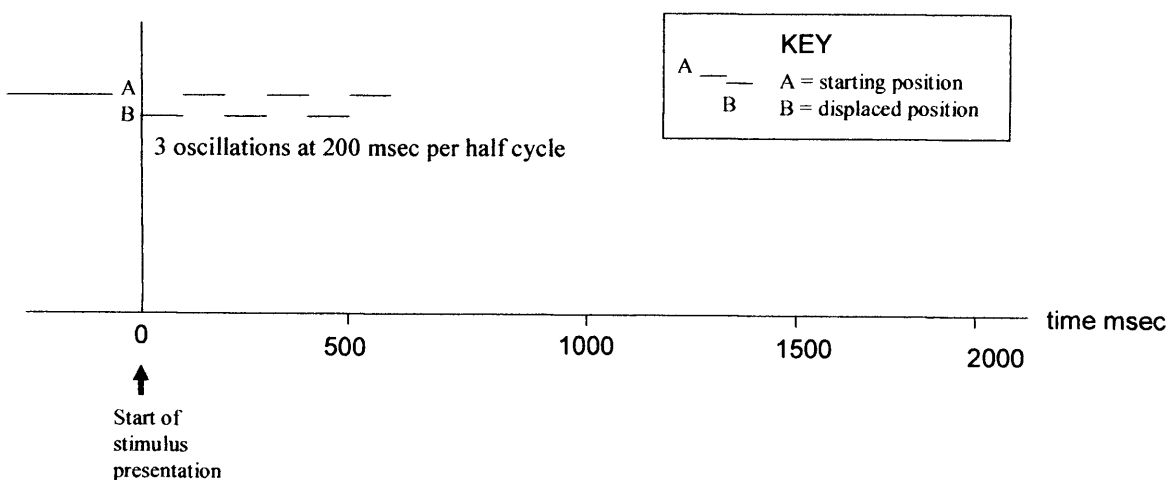 KEY
A
A = starting position
B
B = displaced position
A
B
3 oscillations at 200 msec per half cycle
0
500
1000
1500
2000
time msec
Start of
stimulus
presentation